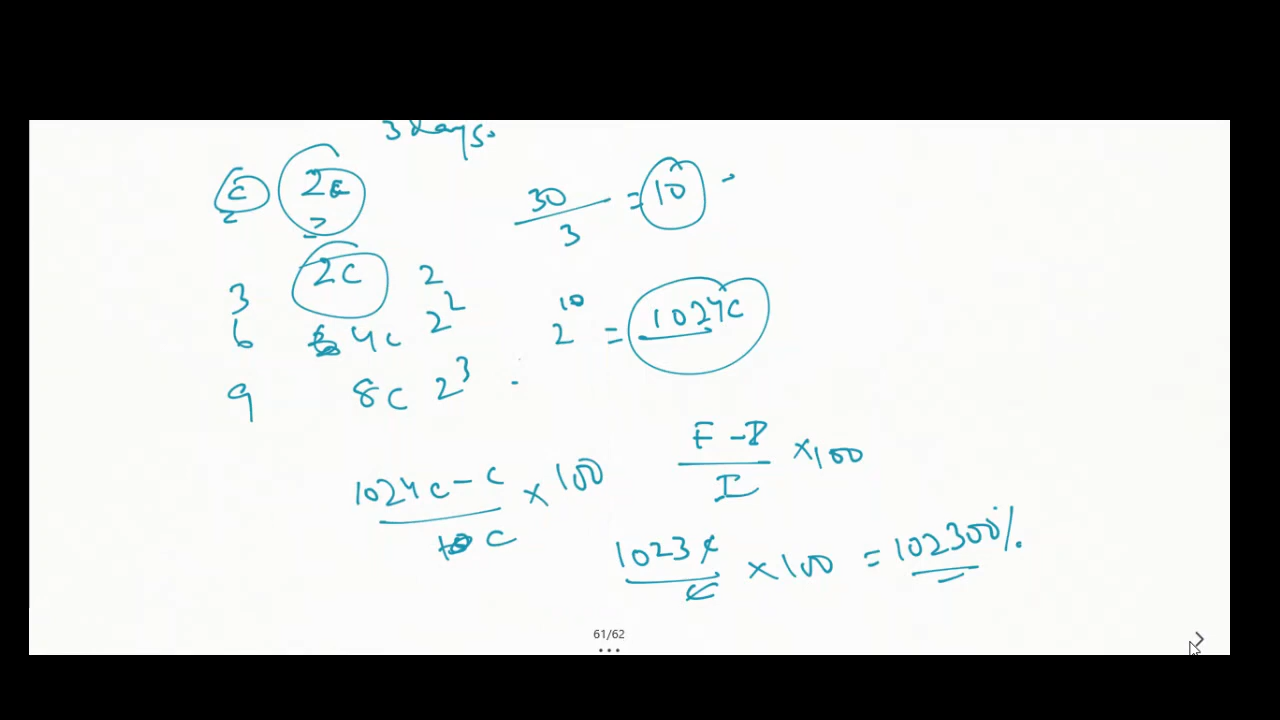 3 days.
c 2c 30/3 = 10
3 2c 2
6 4c 2^2 2^10 = 1024c
9 8c 2^3
F - I / I × 100
1024c - c / c × 100
1023c / c × 100 = 102300%
61/62